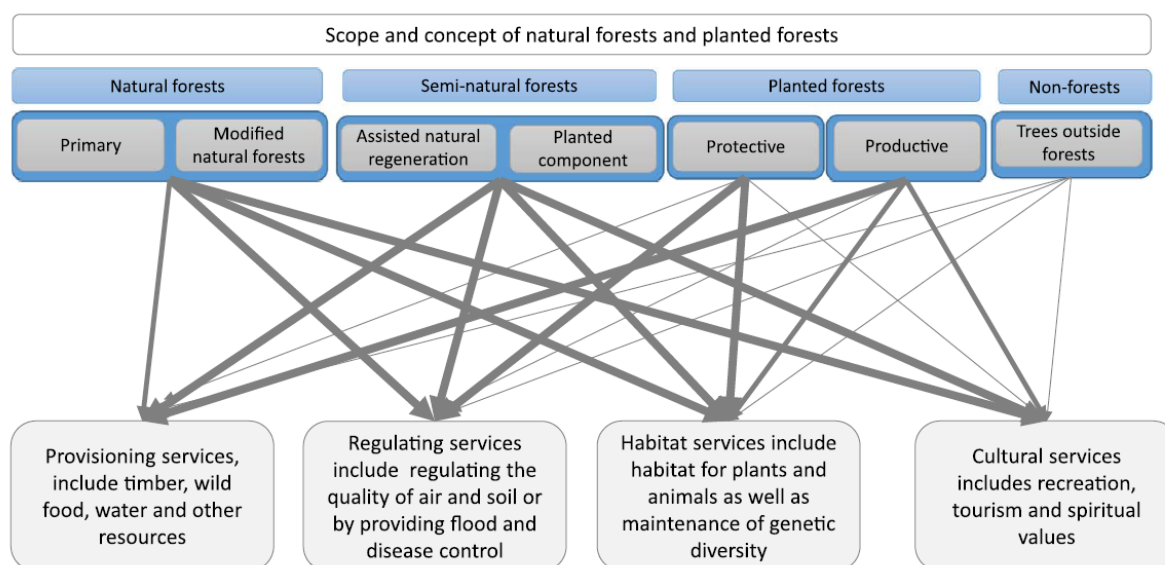 Scope and concept of natural forests and planted forests
Natural forests
Semi-natural forests
Planted forests
Non-forests
Primary
Modified
natural forests
Assisted natural
regeneration
Planted
component
Protective
Productive
Trees outside
forests
Provisioning services,
include timber, wild
food, water and other
resources
Regulating services
include regulating the
quality of air and soil or
by providing flood and
disease control
Habitat services include
habitat for plants and
animals as well as
maintenance of genetic
diversity
Cultural services
includes recreation,
tourism and spiritual
values